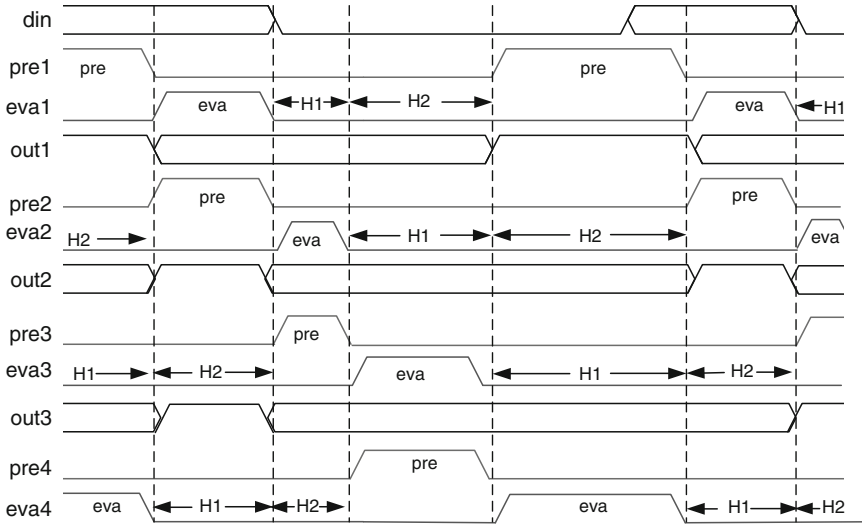 din
pre1 pre pre
eva1 eva H1 H2 eva H1
out1
pre2 pre pre
eva2 H2 eva H1 H2 eva
out2
pre3 pre
eva3 H1 H2 eva H1 H2
out3
pre4 pre
eva4 eva H1 H2 eva H1 H2